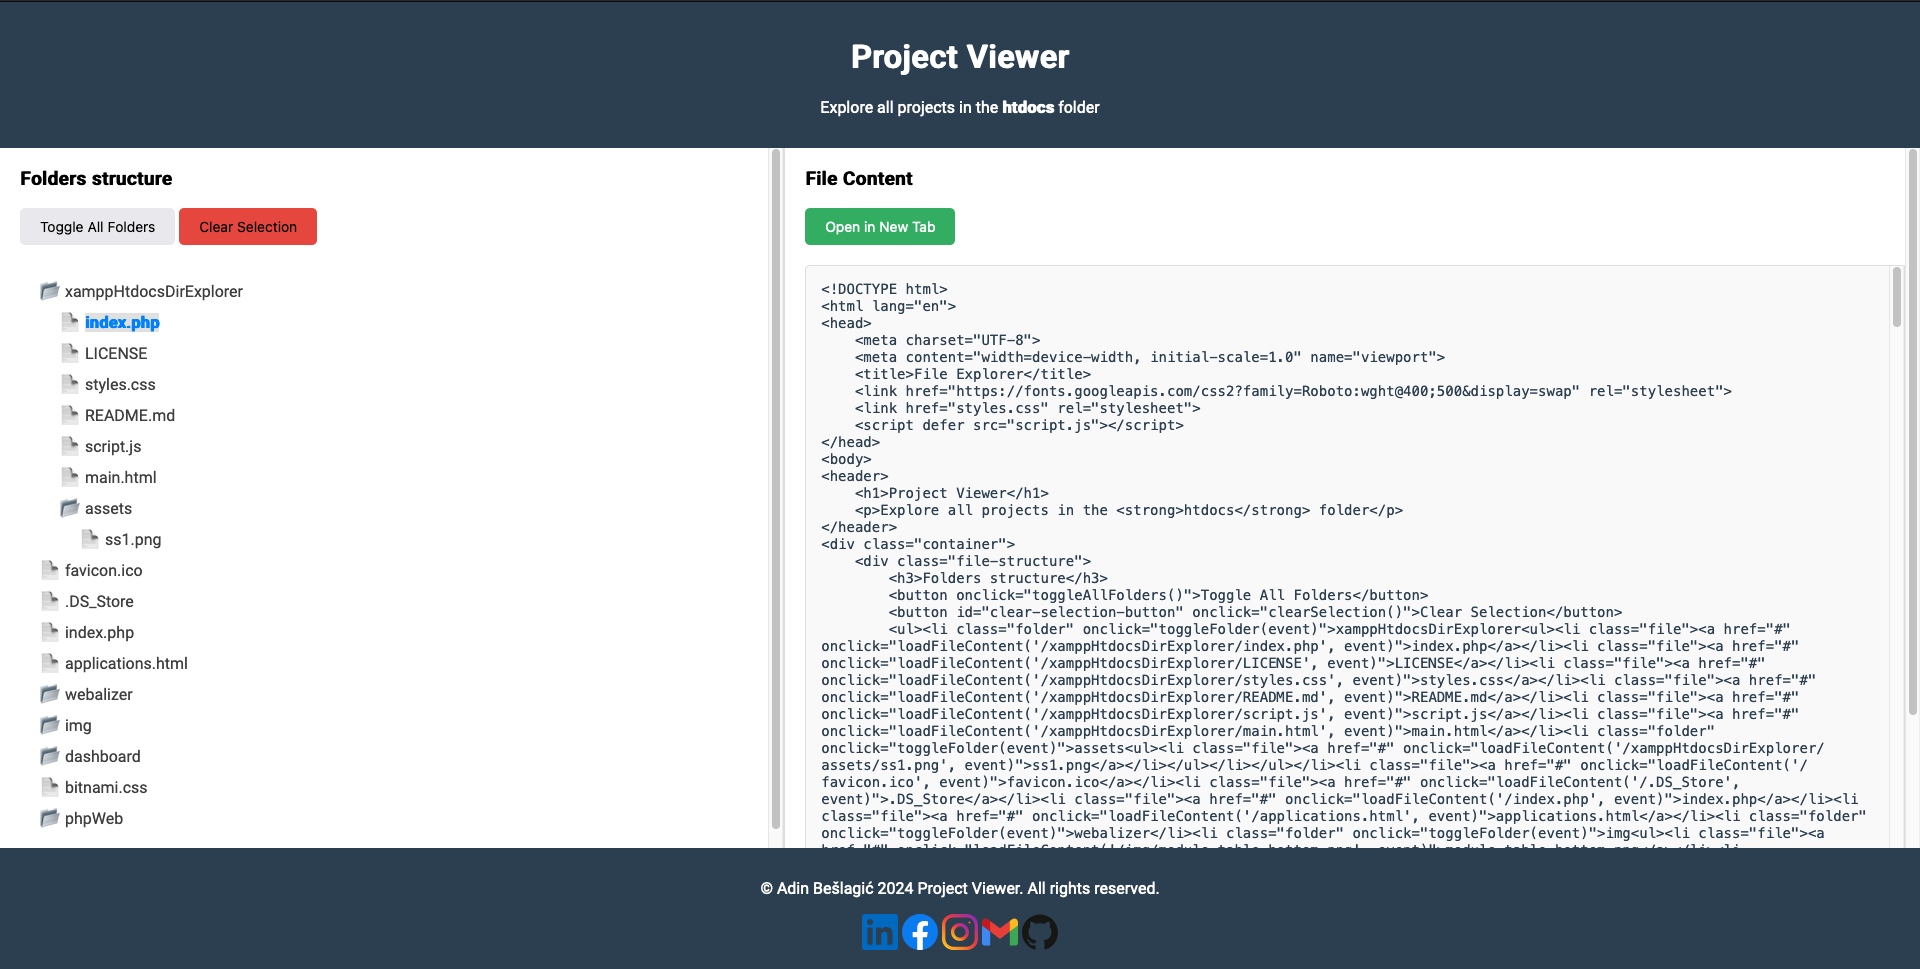 Project Viewer
Explore all projects in the htdocs folder
Folders structure
Toggle All Folders
Clear Selection
xamppHtdocsDirExplorer
index.php
LICENSE
styles.css
README.md
script.js
main.html
assets
ss1.png
favicon.ico
.DS_Store
index.php
applications.html
webalizer
img
dashboard
bitnami.css
phpWeb
File Content
Open in New Tab
<!DOCTYPE html>
<html lang="en">
<head>
    <meta charset="UTF-8">
    <meta content="width=device-width, initial-scale=1.0" name="viewport">
    <title>File Explorer</title>
    <link href="https://fonts.googleapis.com/css2?family=Roboto:wght@400;500&display=swap" rel="stylesheet">
    <link href="styles.css" rel="stylesheet">
    <script defer src="script.js"></script>
</head>
<body>
<header>
    <h1>Project Viewer</h1>
    <p>Explore all projects in the <strong>htdocs</strong> folder</p>
</header>
<div class="container">
    <div class="file-structure">
        <h3>Folders structure</h3>
        <button onclick="toggleAllFolders()">Toggle All Folders</button>
        <button id="clear-selection-button" onclick="clearSelection()">Clear Selection</button>
        <ul><li class="folder" onclick="toggleFolder(event)">xamppHtdocsDirExplorer<ul><li class="file"><a href="#"
onclick="loadFileContent('/xamppHtdocsDirExplorer/index.php', event)">index.php</a></li><li class="file"><a href="#"
onclick="loadFileContent('/xamppHtdocsDirExplorer/LICENSE', event)">LICENSE</a></li><li class="file"><a href="#"
onclick="loadFileContent('/xamppHtdocsDirExplorer/styles.css', event)">styles.css</a></li><li class="file"><a href="#"
onclick="loadFileContent('/xamppHtdocsDirExplorer/README.md', event)">README.md</a></li><li class="file"><a href="#"
onclick="loadFileContent('/xamppHtdocsDirExplorer/script.js', event)">script.js</a></li><li class="file"><a href="#"
onclick="loadFileContent('/xamppHtdocsDirExplorer/main.html', event)">main.html</a></li><li class="folder"
onclick="toggleFolder(event)">assets<ul><li class="file"><a href="#" onclick="loadFileContent('/xamppHtdocsDirExplorer/
assets/ss1.png', event)">ss1.png</a></li></ul></li></ul></li><li class="file"><a href="#" onclick="loadFileContent('/
favicon.ico', event)">favicon.ico</a></li><li class="file"><a href="#" onclick="loadFileContent('/.DS_Store',
event)">.DS_Store</a></li><li class="file"><a href="#" onclick="loadFileContent('/index.php', event)">index.php</a></li><li
class="file"><a href="#" onclick="loadFileContent('/applications.html', event)">applications.html</a></li><li class="folder"
onclick="toggleFolder(event)">webalizer</li><li class="folder" onclick="toggleFolder(event)">img<ul><li class="file"><a
© Adin Bešlagić 2024 Project Viewer. All rights reserved.